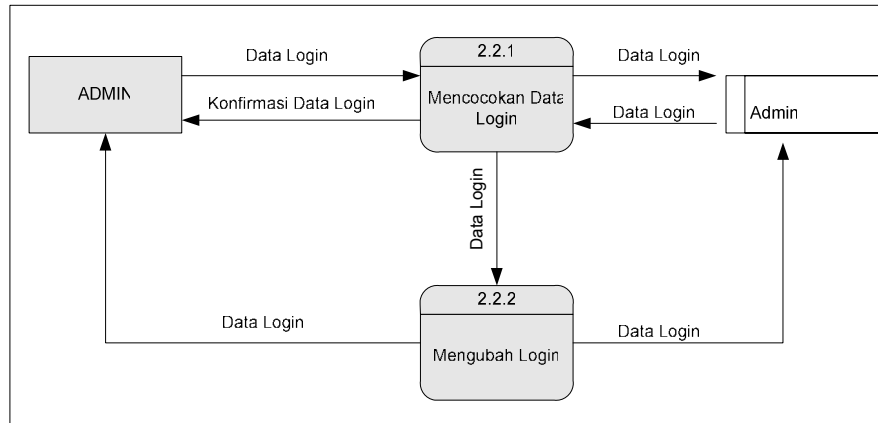 Data Login
2.2.1
Data Login
ADMIN
Konfirmasi Data Login
Mencocokan Data
Login
Data Login
Admin
Data Login
2.2.2
Data Login
Mengubah Login
Data Login